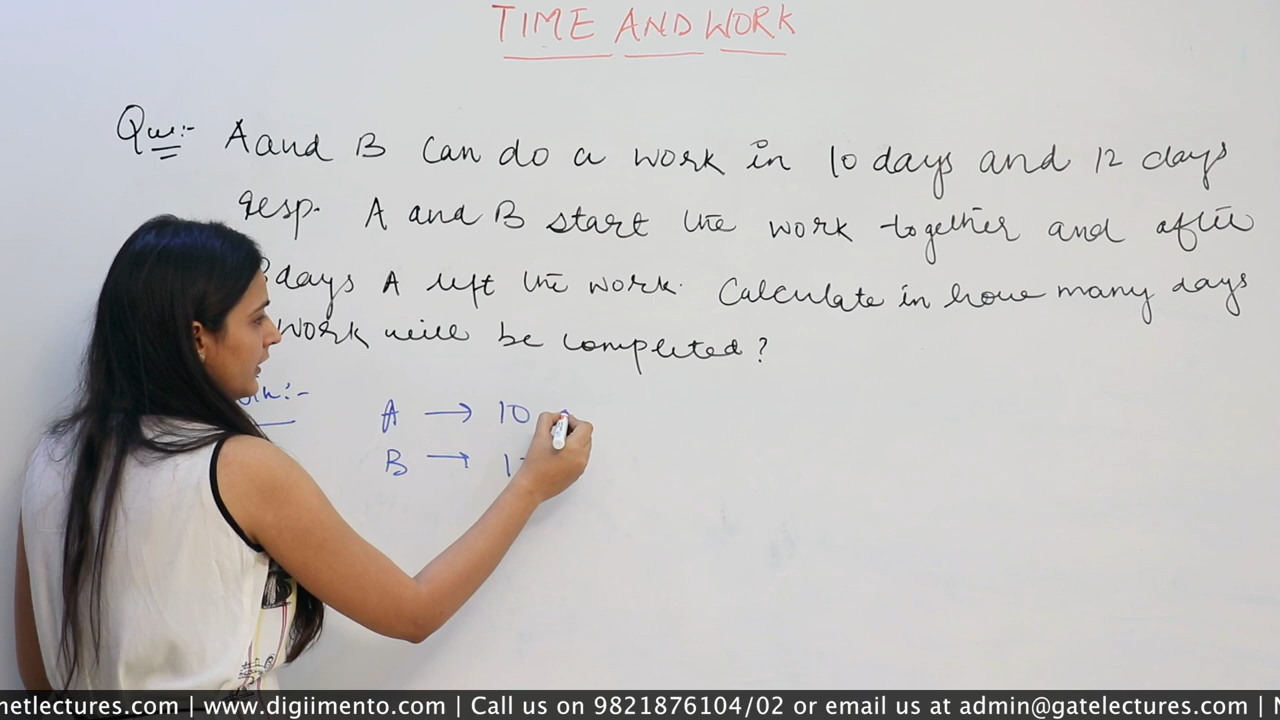 TIME AND WORK
Que:- A and B can do a work in 10 days and 12 days
resp. A and B start the work together and after
days A left the work. Calculate in how many days
work will be completed?
A → 10
B → 1
netlectures.com | www.digiimento.com | Call us on 9821876104/02 or email us at admin@gatelectures.com |